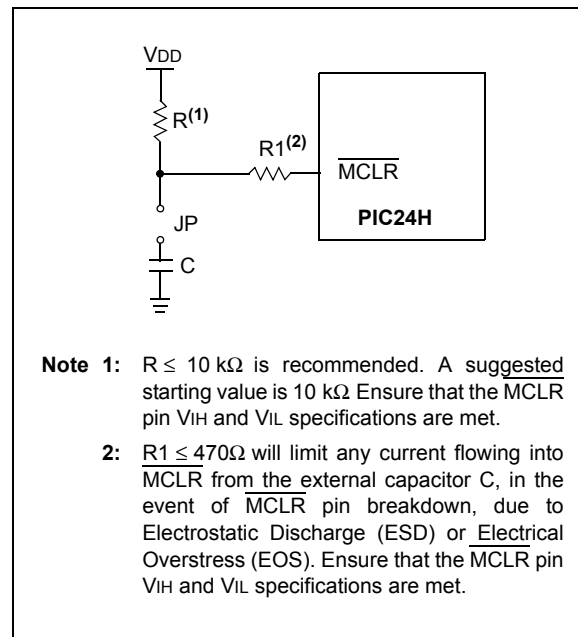 VDD
R(1)
R1(2)
MCLR
PIC24H
JP
C
Note 1: R ≤ 10 kΩ is recommended. A suggested
starting value is 10 kΩ Ensure that the MCLR
pin VIH and VIL specifications are met.
2: R1 ≤ 470Ω will limit any current flowing into
MCLR from the external capacitor C, in the
event of MCLR pin breakdown, due to
Electrostatic Discharge (ESD) or Electrical
Overstress (EOS). Ensure that the MCLR pin
VIH and VIL specifications are met.